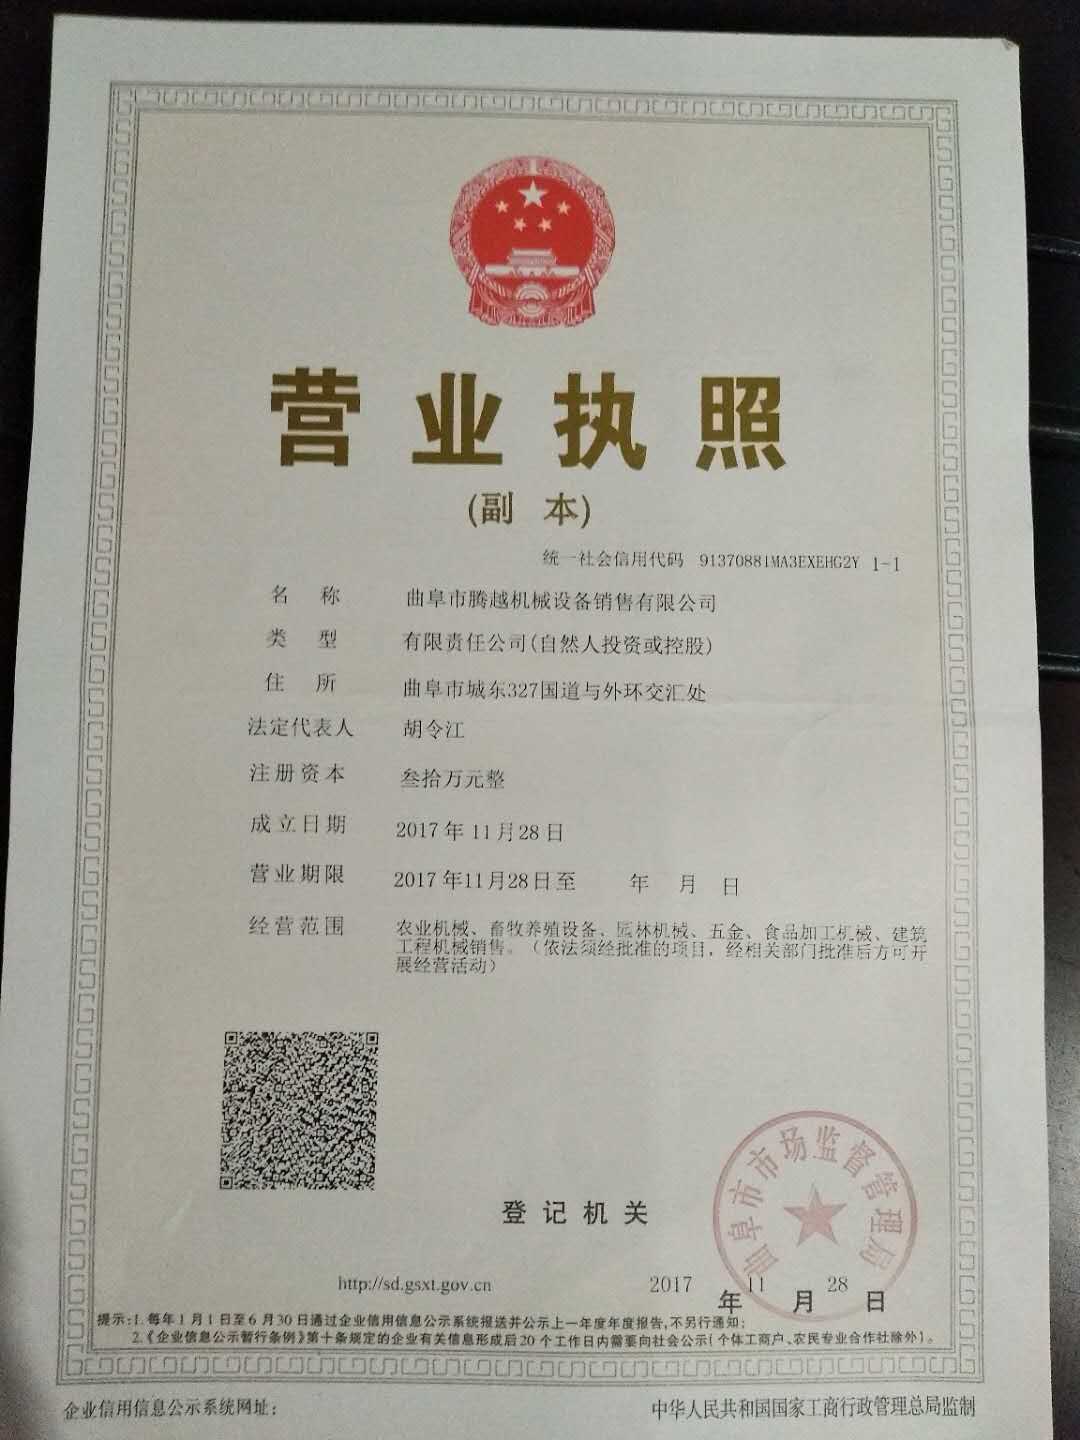 营业执照
(副 本)
统一社会信用代码 91370881MA3EXEHG2Y 1-1
名 称 曲阜市腾越机械设备销售有限公司
类 型 有限责任公司(自然人投资或控股)
住 所 曲阜市城东327国道与外环交汇处
法定代表人 胡令江
注册资本 叁拾万元整
成立日期 2017年11月28日
营业期限 2017年11月28日至 年 月 日
经营范围 农业机械、畜牧养殖设备、园林机械、五金、食品加工机械、建筑
工程机械销售。（依法须经批准的项目，经相关部门批准后方可开
展经营活动）
曲阜市市场监督管理局
登记机关
http://sd.gsxt.gov.cn
2017年11月28日
提示：1.每年1月1日至6月30日通过企业信用信息公示系统报送并公示上一年度年度报告,不另行通知；
2.《企业信息公示暂行条例》第十条规定的企业有关信息形成后20个工作日内需要向社会公示(个体工商户、农民专业合作社除外)。
企业信用信息公示系统网址：
中华人民共和国国家工商行政管理总局监制